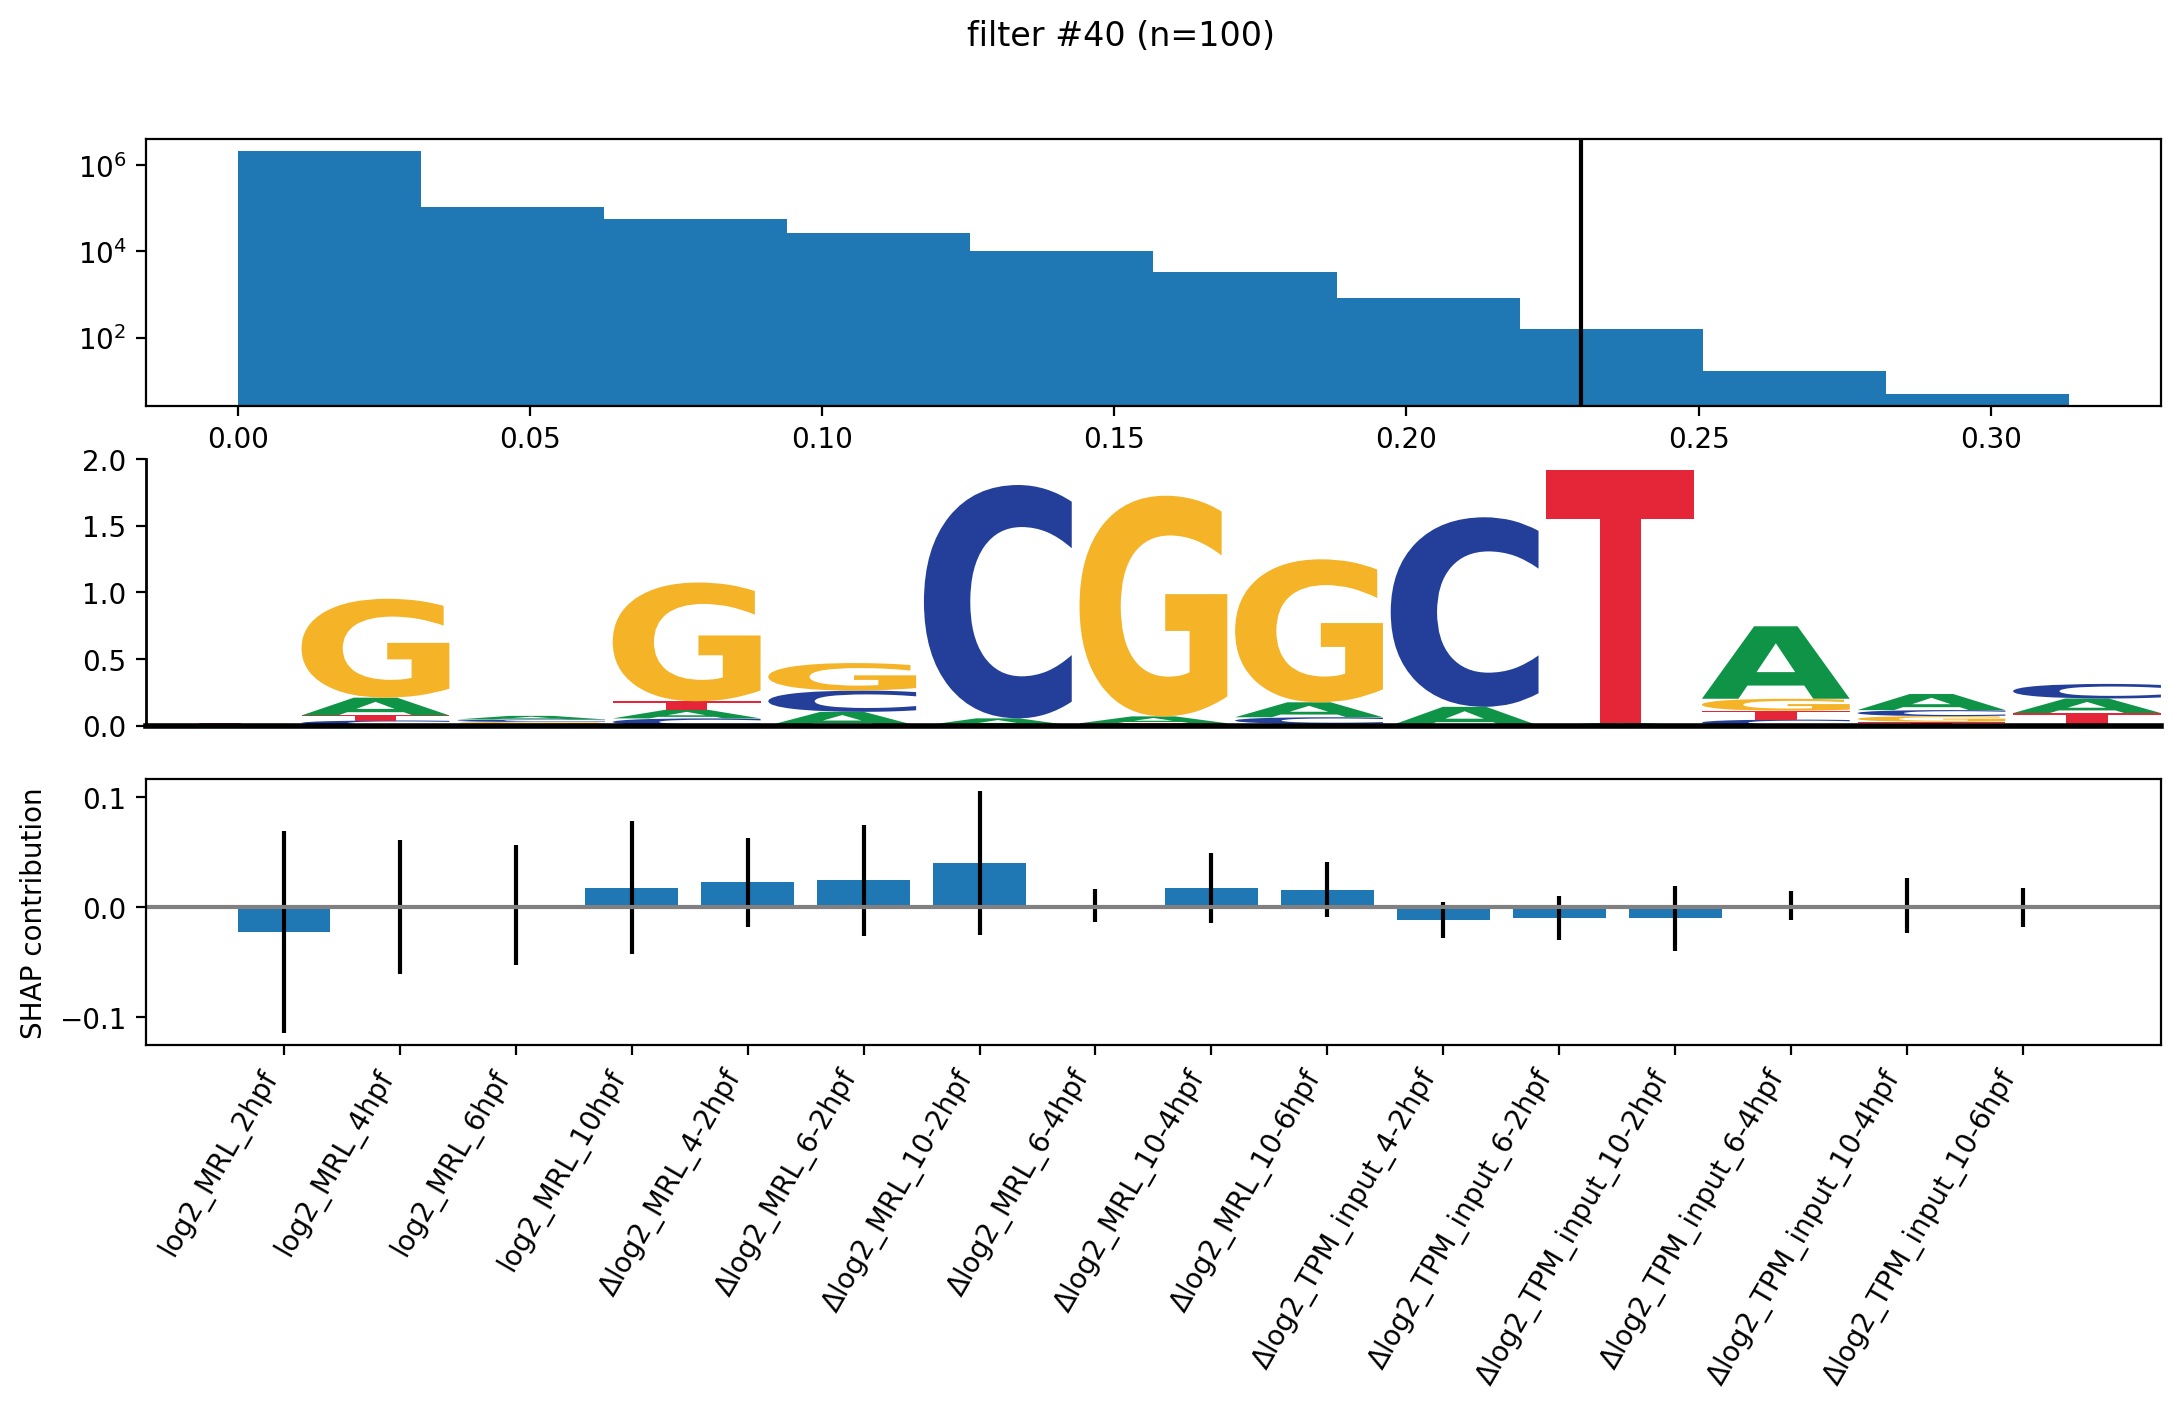 filter #40 (n=100)
10^6
10^4
10^2
0.00 0.05 0.10 0.15 0.20 0.25 0.30
2.0
1.5
1.0
0.5
0.0
G A T C A G T A C G C A C A G A G A C C A T A G T C A C G C A T
SHAP contribution
0.1
0.0
−0.1
log2_MRL_2hpf
log2_MRL_4hpf
log2_MRL_6hpf
log2_MRL_10hpf
Δlog2_MRL_4-2hpf
Δlog2_MRL_6-2hpf
Δlog2_MRL_10-2hpf
Δlog2_MRL_6-4hpf
Δlog2_MRL_10-4hpf
Δlog2_MRL_10-6hpf
Δlog2_TPM_input_4-2hpf
Δlog2_TPM_input_6-2hpf
Δlog2_TPM_input_10-2hpf
Δlog2_TPM_input_6-4hpf
Δlog2_TPM_input_10-4hpf
Δlog2_TPM_input_10-6hpf